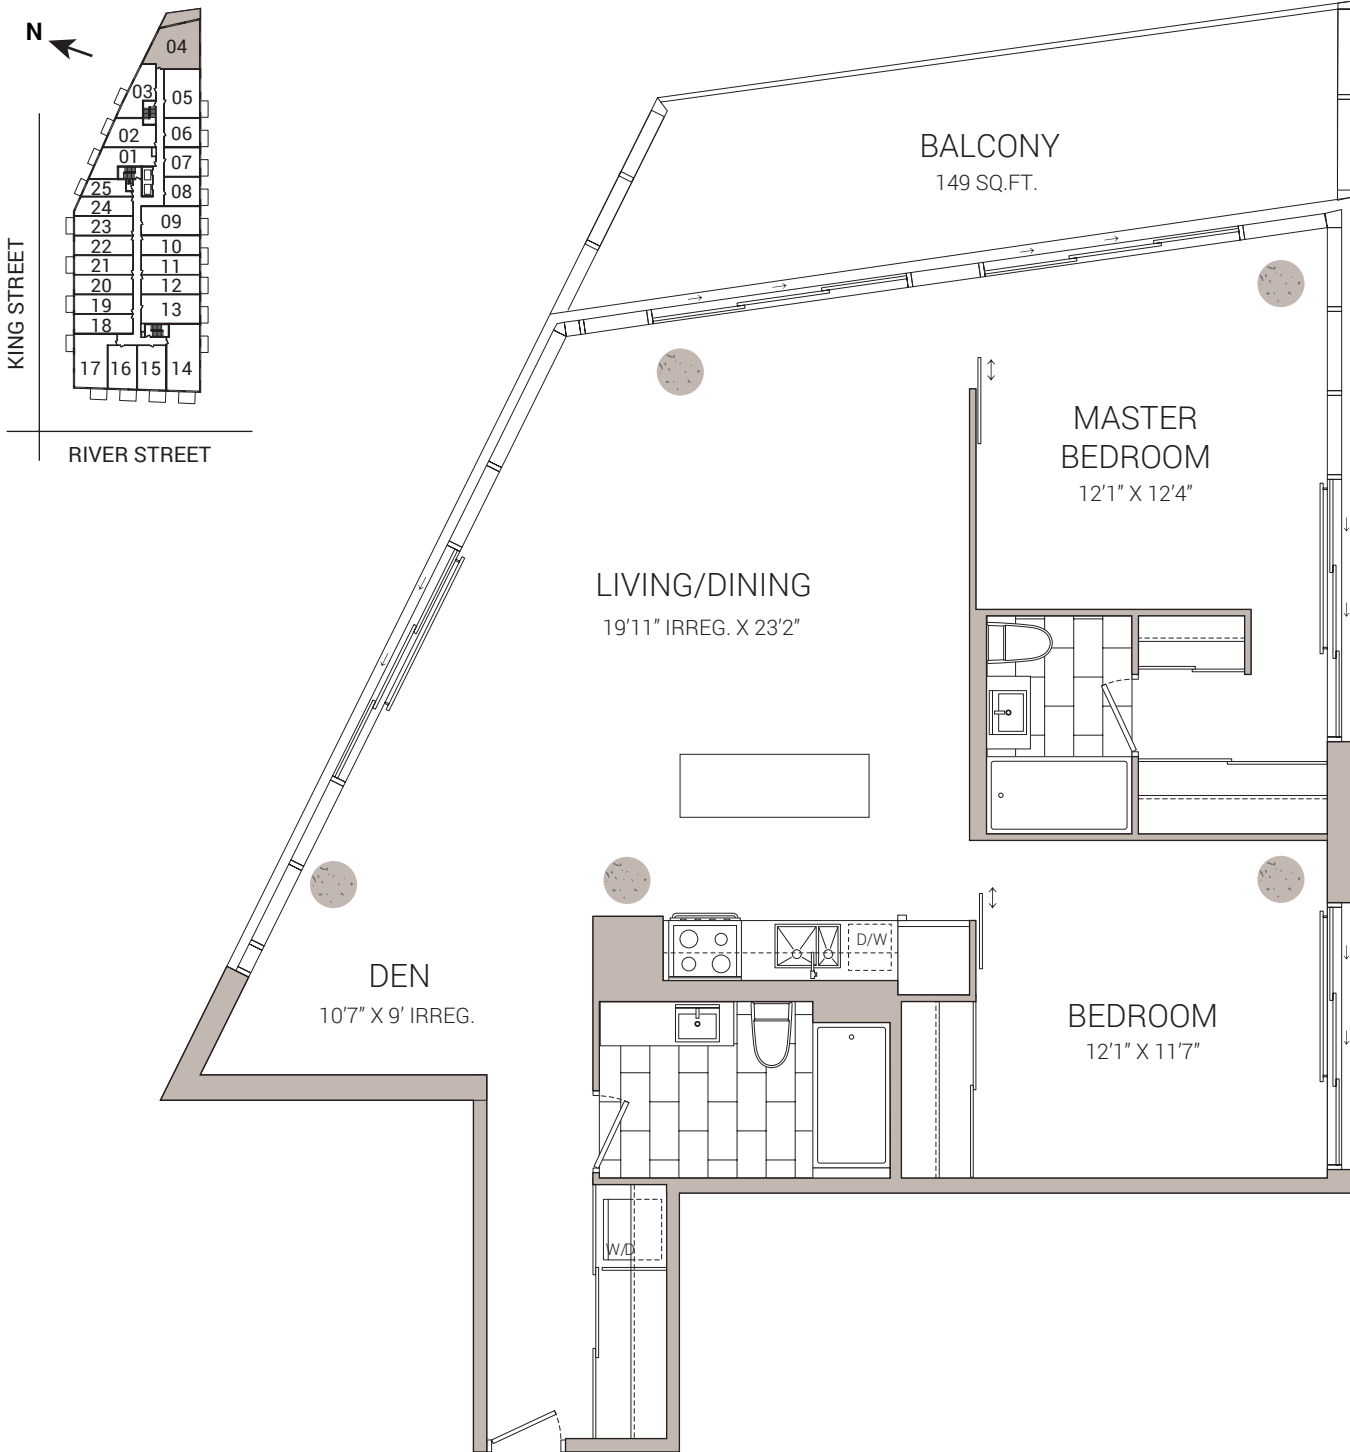 N
04
03
05
02
06
01
07
25
08
24
23
09
22
10
21
11
20
12
19
13
18
17
16
15
14
KING STREET
RIVER STREET
BALCONY
149 SQ.FT.
MASTER
BEDROOM
12'1" X 12'4"
LIVING/DINING
19'11" IRREG. X 23'2"
D/W
DEN
10'7" X 9' IRREG.
BEDROOM
12'1" X 11'7"
W/D